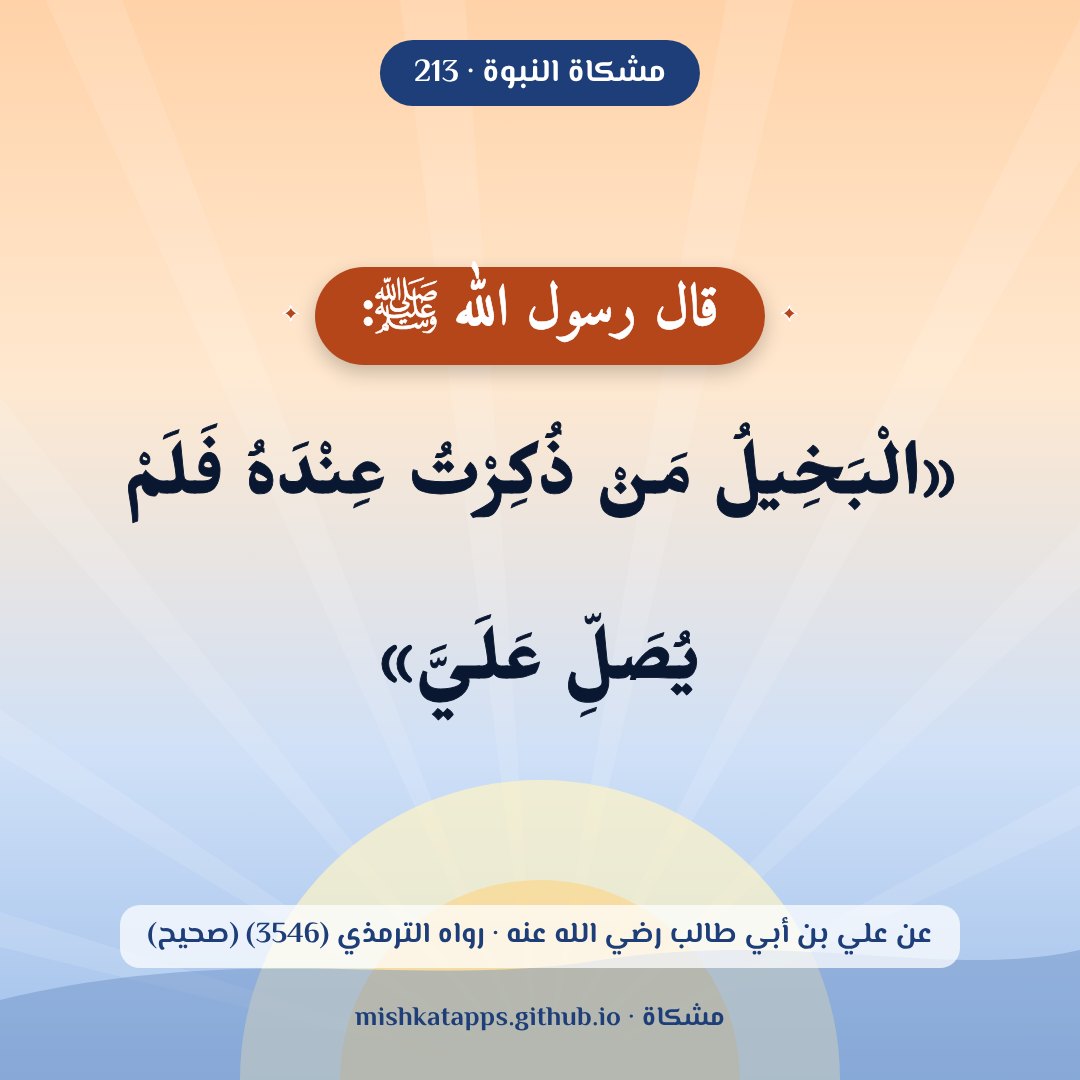 مشكاة النبوة · 213
قال رسول الله ﷺ:
«الْبَخِيلُ مَنْ ذُكِرْتُ عِنْدَهُ فَلَمْ
يُصَلِّ عَلَيَّ»
عن علي بن أبي طالب رضي الله عنه · رواه الترمذي (3546) (صحيح)
مشكاة · mishkatapps.github.io